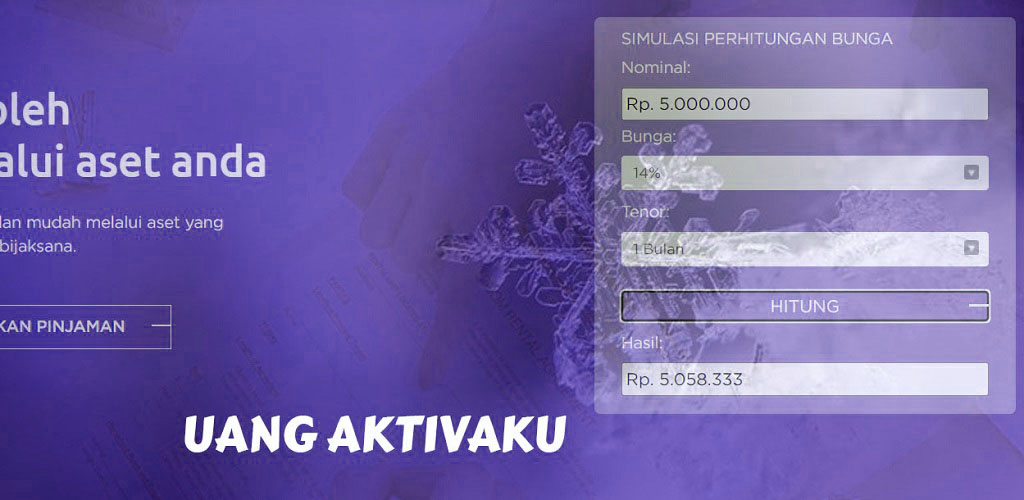 oleh
alui aset anda
dan mudah melalui aset yang
bijaksana.
KAN PINJAMAN
UANG AKTIVAKU
SIMULASI PERHITUNGAN BUNGA
Nominal:
Rp. 5.000.000
Bunga:
14%
Tenor:
1 Bulan
HITUNG
Hasil:
Rp. 5.058.333